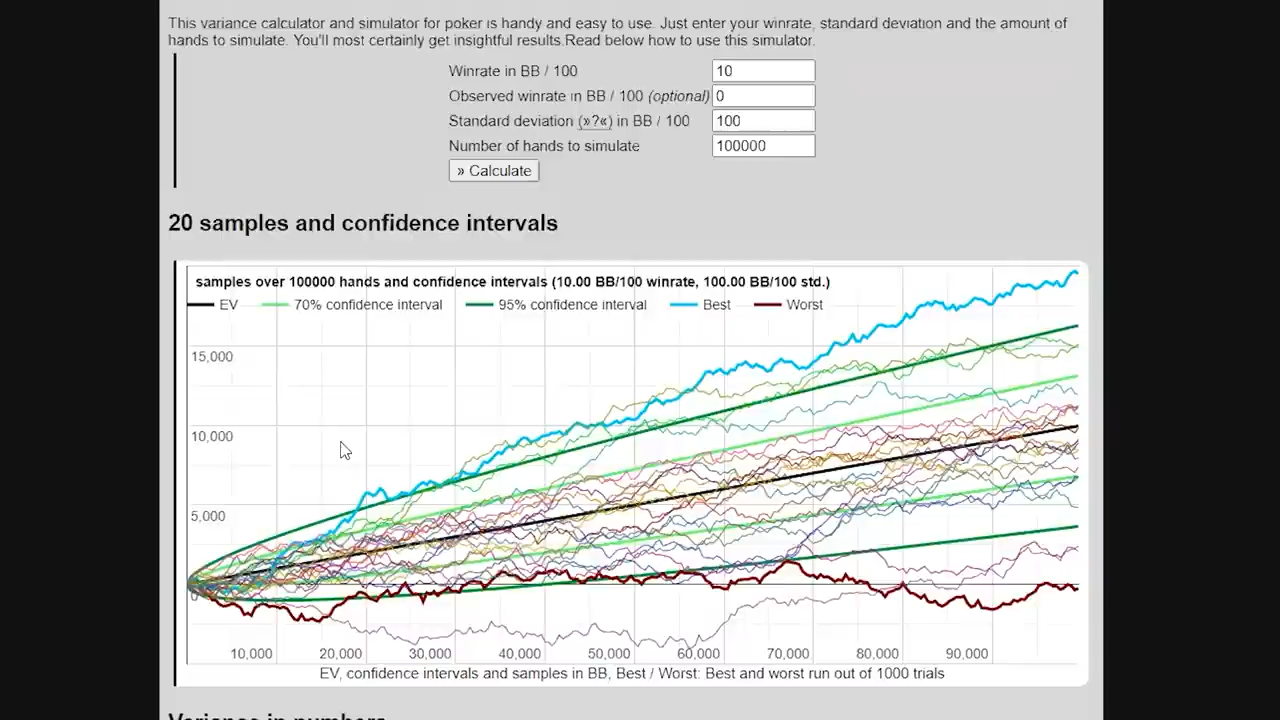 This variance calculator and simulator for poker is handy and easy to use. Just enter your winrate, standard deviation and the amount of
hands to simulate. You'll most certainly get insightful results.Read below how to use this simulator.
Winrate in BB / 100 10
Observed winrate in BB / 100 (optional) 0
Standard deviation (»?«) in BB / 100 100
Number of hands to simulate 100000
» Calculate
20 samples and confidence intervals
samples over 100000 hands and confidence intervals (10.00 BB/100 winrate, 100.00 BB/100 std.)
EV 70% confidence interval 95% confidence interval Best Worst
15,000
10,000
5,000
0
10,000 20,000 30,000 40,000 50,000 60,000 70,000 80,000 90,000
EV, confidence intervals and samples in BB, Best / Worst: Best and worst run out of 1000 trials
Variance in numbers